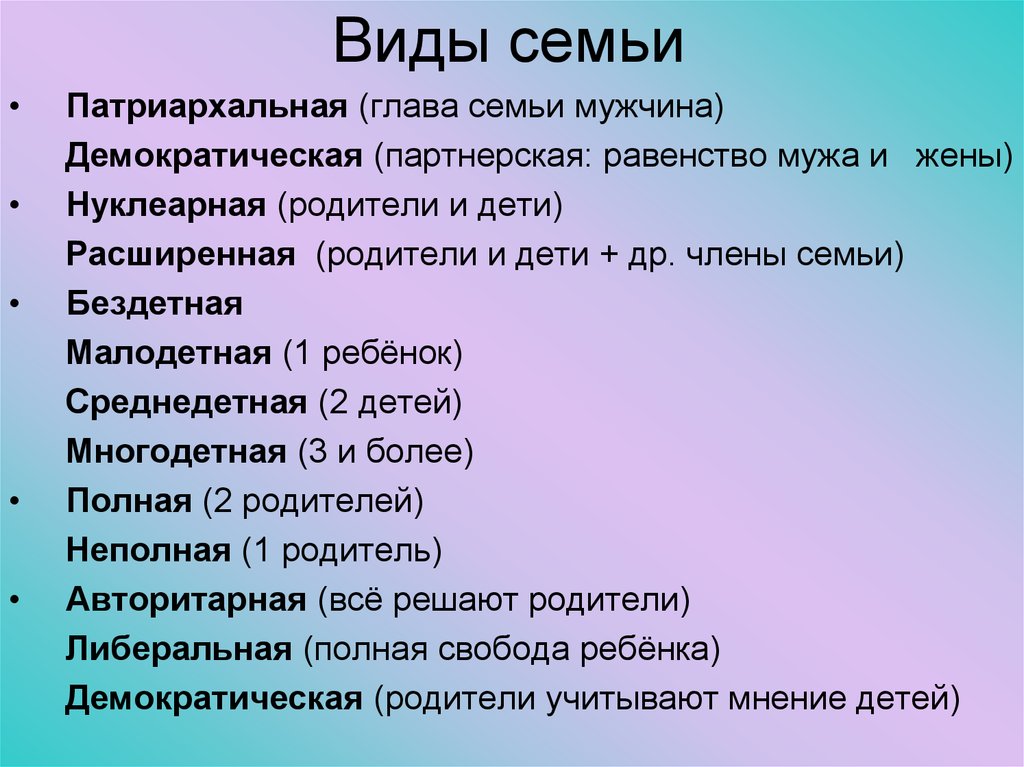 Виды семьи
• Патриархальная (глава семьи мужчина)
Демократическая (партнерская: равенство мужа и жены)
• Нуклеарная (родители и дети)
Расширенная (родители и дети + др. члены семьи)
• Бездетная
Малодетная (1 ребёнок)
Среднедетная (2 детей)
Многодетная (3 и более)
• Полная (2 родителей)
Неполная (1 родитель)
• Авторитарная (всё решают родители)
Либеральная (полная свобода ребёнка)
Демократическая (родители учитывают мнение детей)